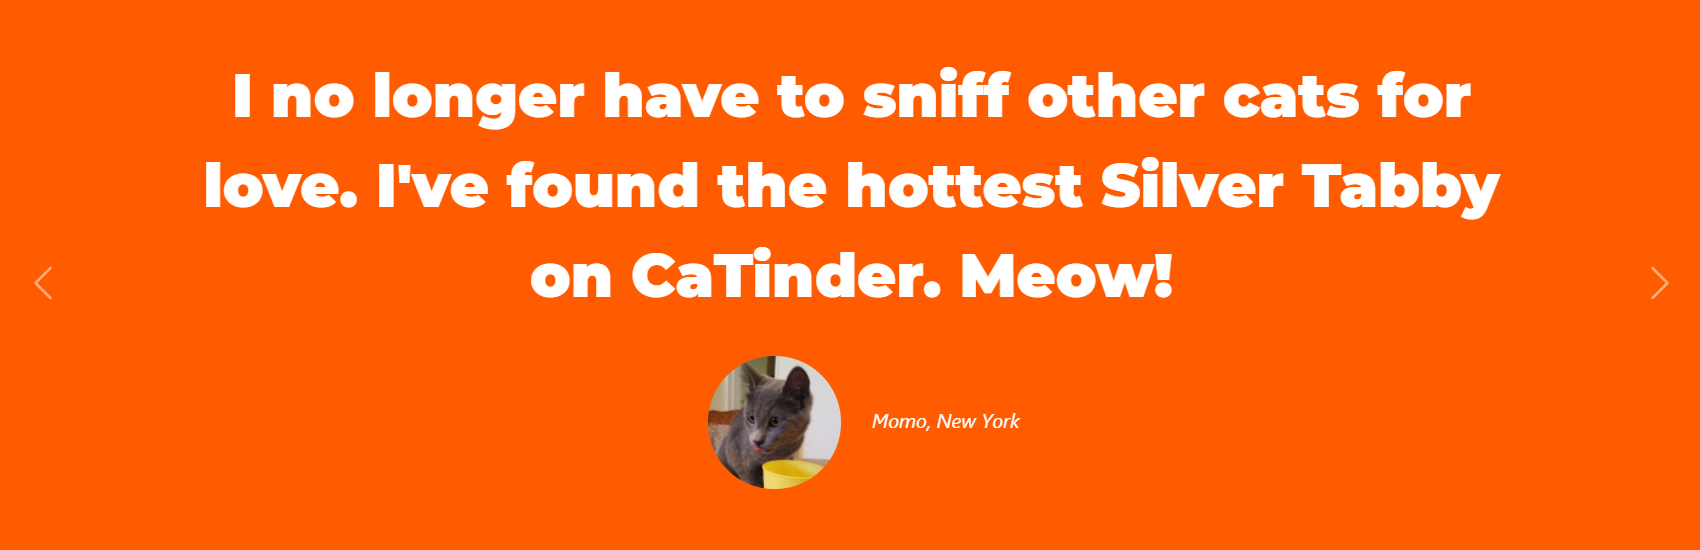 I no longer have to sniff other cats for
love. I've found the hottest Silver Tabby
on CaTinder. Meow!
Momo, New York